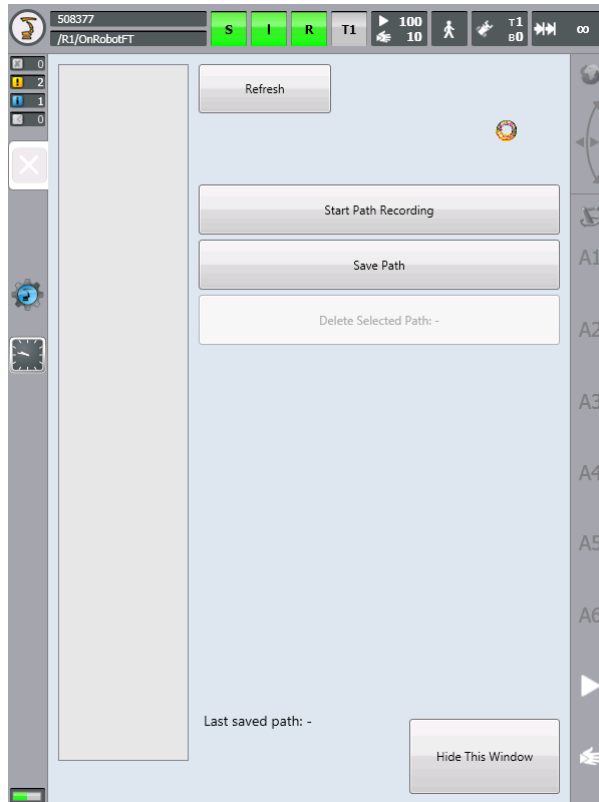 508377
/R1/OnRobotFT
S I R T1
100
10
T1
B0
∞
0
2
1
0
Refresh
Start Path Recording
Save Path
Delete Selected Path: -
A1
A2
A3
A4
A5
A6
Last saved path: -
Hide This Window